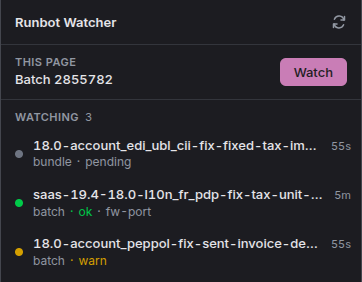 Runbot Watcher
THIS PAGE
Batch 2855782
Watch
WATCHING 3
18.0-account_edi_ubl_cii-fix-fixed-tax-im... 55s
bundle · pending
saas-19.4-18.0-l10n_fr_pdp-fix-tax-unit-... 5m
batch · ok · fw-port
18.0-account_peppol-fix-sent-invoice-de... 55s
batch · warn